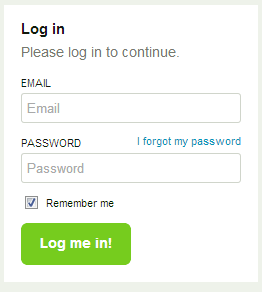 Log in
Please log in to continue.
EMAIL
Email
PASSWORD I forgot my password
Password
Remember me
Log me in!